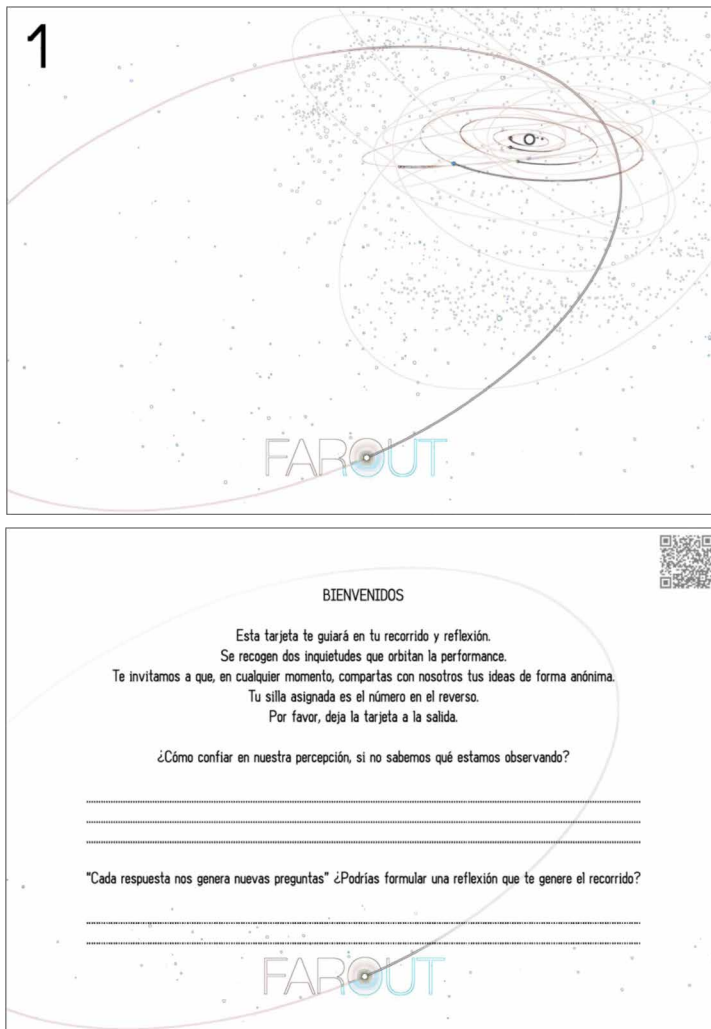 1
FAROUT
BIENVENIDOS
Esta tarjeta te guiará en tu recorrido y reflexión.
Se recogen dos inquietudes que orbitan la performance.
Te invitamos a que, en cualquier momento, compartas con nosotros tus ideas de forma anónima.
Tu silla asignada es el número en el reverso.
Por favor, deja la tarjeta a la salida.
¿Cómo confiar en nuestra percepción, si no sabemos qué estamos observando?
"Cada respuesta nos genera nuevas preguntas" ¿Podrías formular una reflexión que te genere el recorrido?
FAROUT